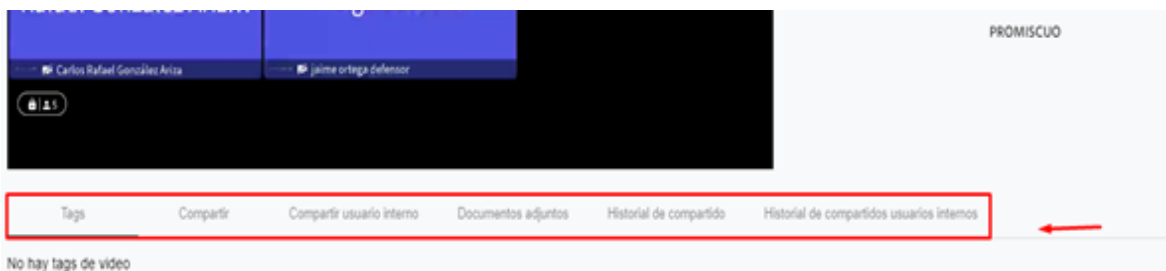 PROMISCUO
Carlos Rafael González Ariza
jaime ortega defensor
5
Tags Compartir Compartir usuario interno Documentos adjuntos Historial de compartido Historial de compartidos usuarios internos
No hay tags de video